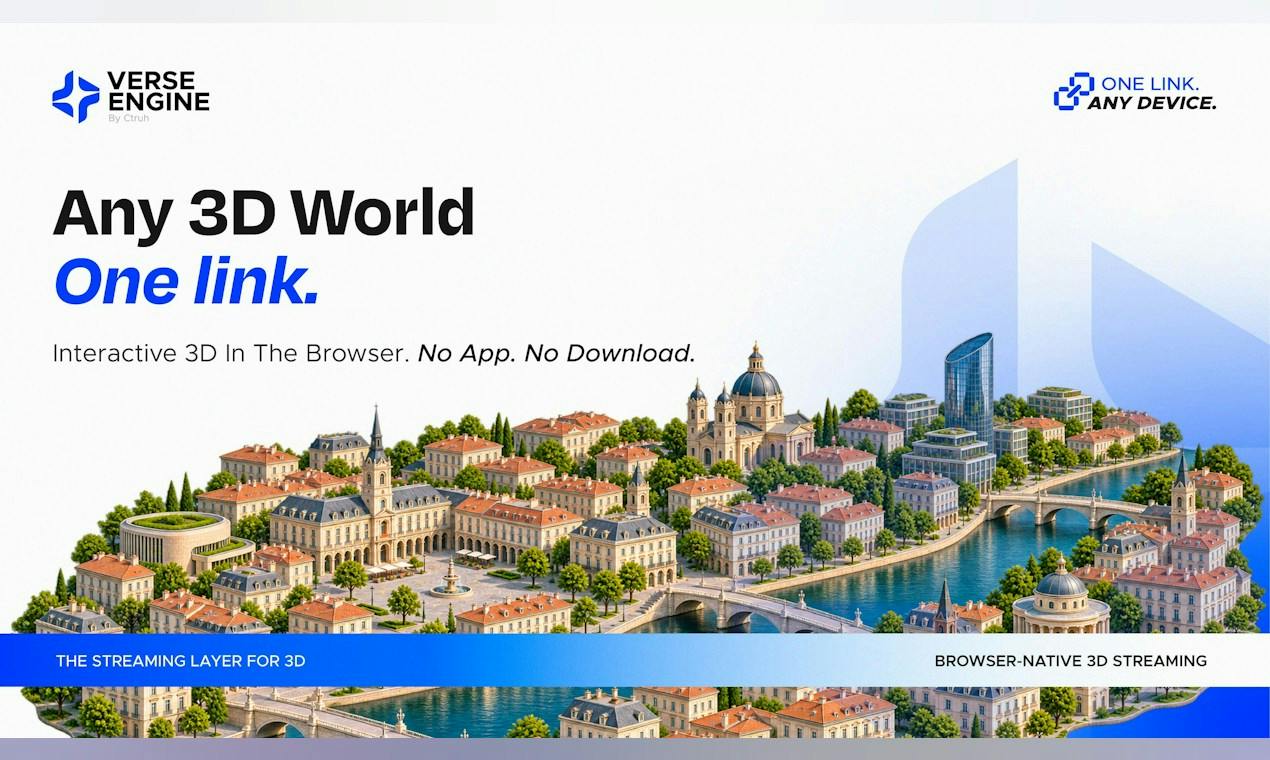 VERSE
ENGINE
By Ctruh
ONE LINK.
ANY DEVICE.
Any 3D World
One link.
Interactive 3D In The Browser. No App. No Download.
THE STREAMING LAYER FOR 3D
BROWSER-NATIVE 3D STREAMING